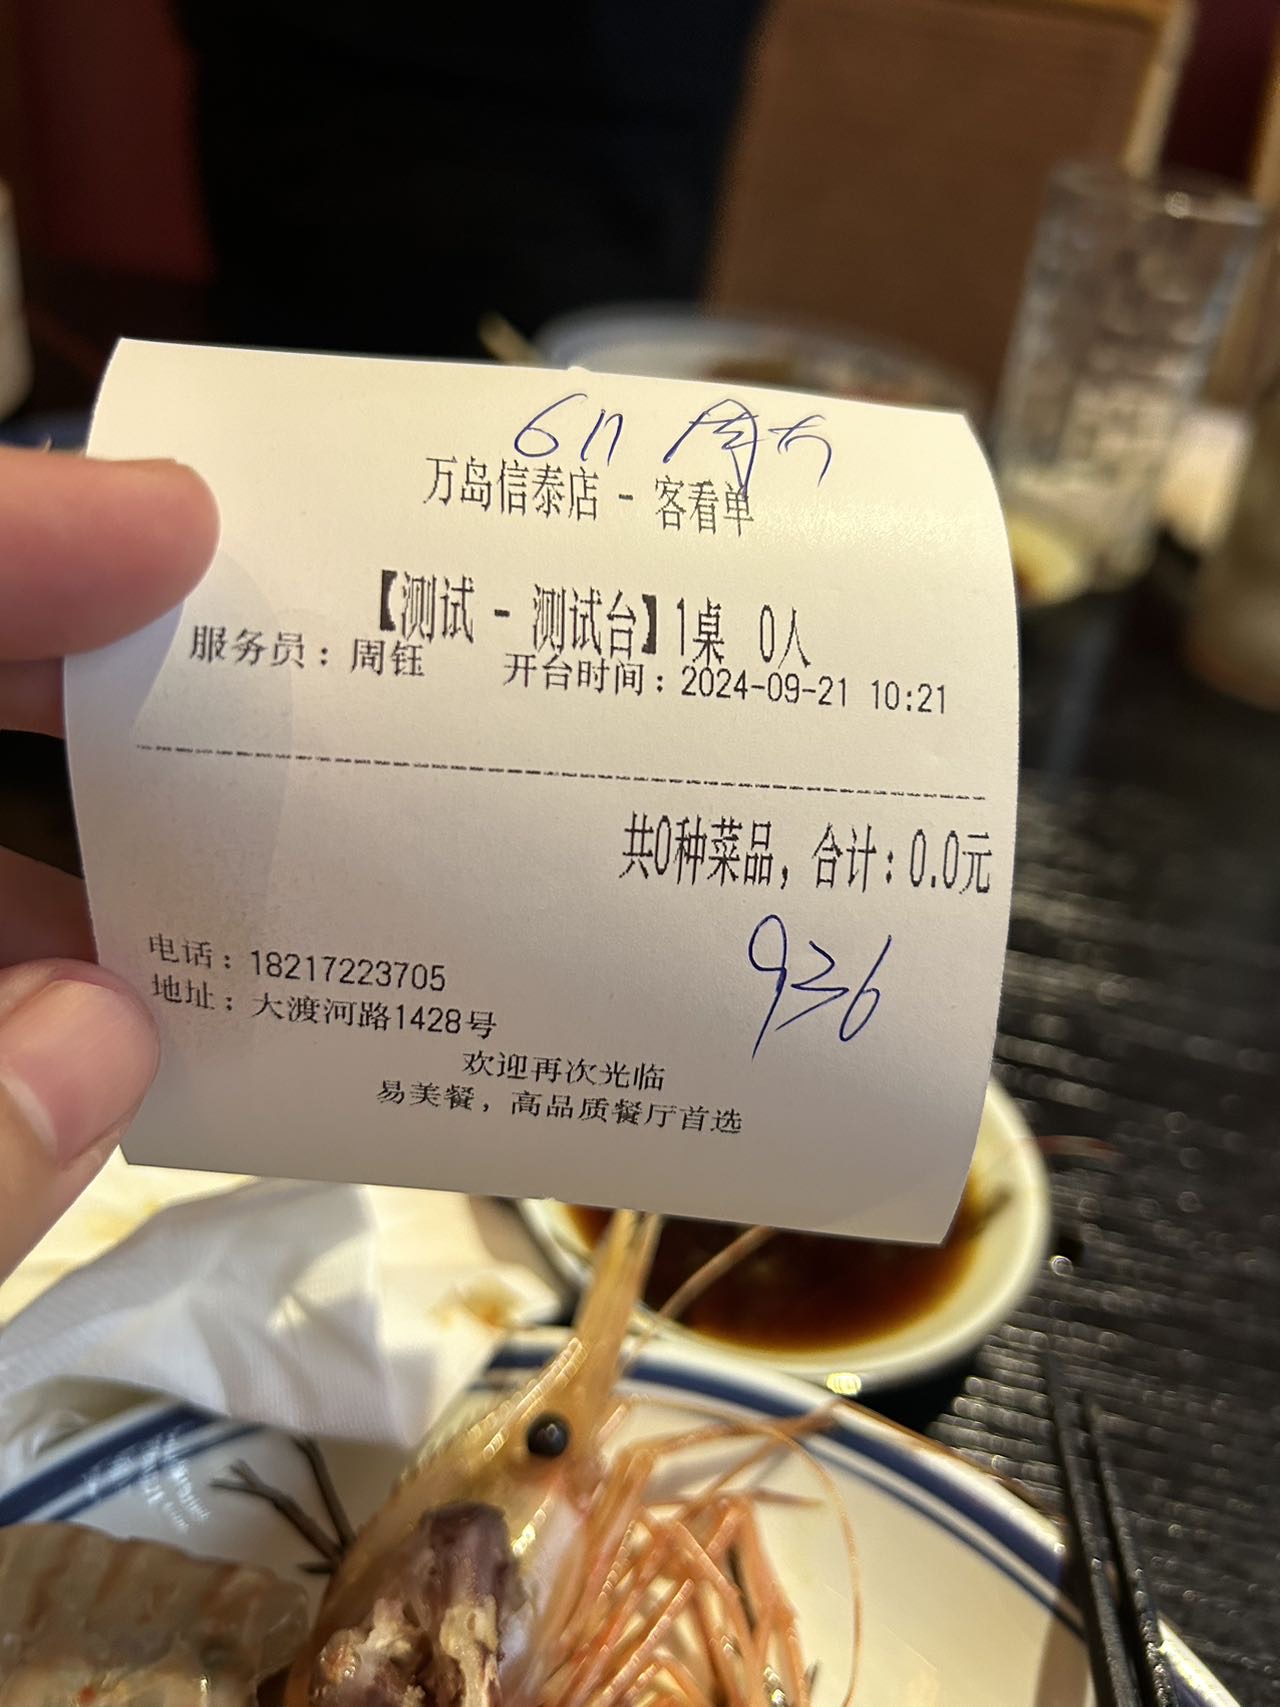 611
万岛信泰店 - 客看单
【测试 - 测试台】1桌 0人
服务员：周钰 开台时间：2024-09-21 10:21
共0种菜品，合计：0.0元
936
电话：18217223705
地址：大渡河路1428号
欢迎再次光临
易美餐，高品质餐厅首选